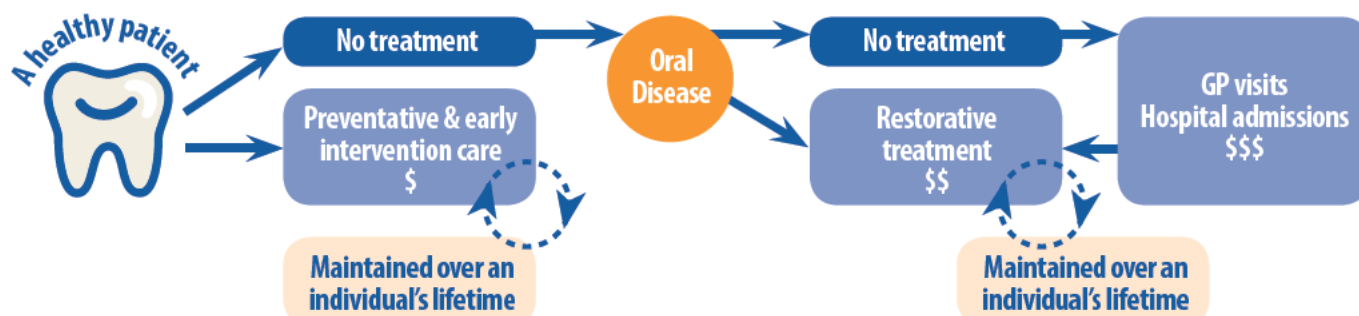 A healthy patient
No treatment
Preventative & early
intervention care
$
Maintained over an
individual's lifetime
Oral
Disease
No treatment
Restorative
treatment
$$
Maintained over an
individual's lifetime
GP visits
Hospital admissions
$$$